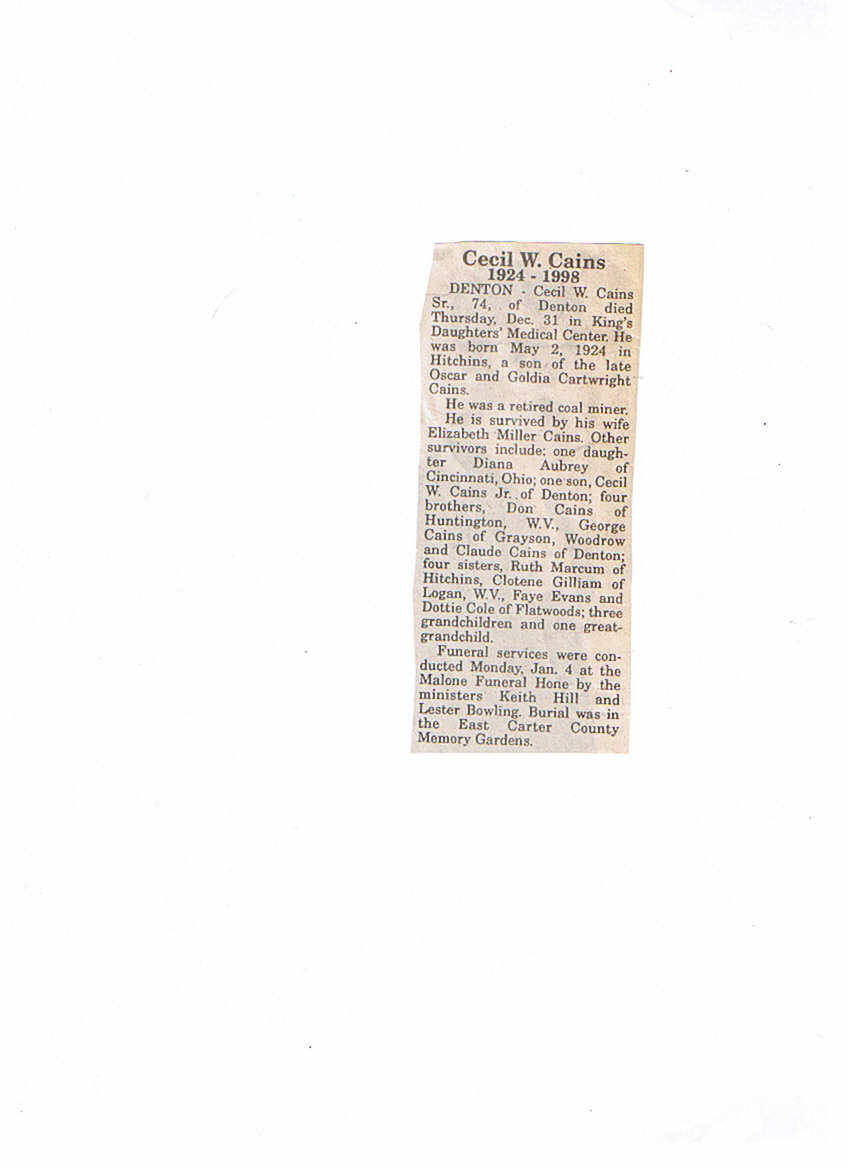 Cecil W. Cains
1924 - 1998
DENTON - Cecil W. Cains
Sr., 74, of Denton died
Thursday, Dec. 31 in King's
Daughters' Medical Center. He
was born May 2, 1924 in
Hitchins, a son of the late
Oscar and Goldia Cartwright
Cains.
He was a retired coal miner.
He is survived by his wife
Elizabeth Miller Cains. Other
survivors include: one daugh-
ter Diana Aubrey of
Cincinnati, Ohio; one son, Cecil
W. Cains Jr. of Denton; four
brothers, Don Cains of
Huntington, W.V., George
Cains of Grayson, Woodrow
and Claude Cains of Denton;
four sisters, Ruth Marcum of
Hitchins, Clotene Gilliam of
Logan, W.V., Faye Evans and
Dottie Cole of Flatwoods; three
grandchildren and one great-
grandchild.
Funeral services were con-
ducted Monday, Jan. 4 at the
Malone Funeral Hone by the
ministers Keith Hill and
Lester Bowling. Burial was in
the East Carter County
Memory Gardens.